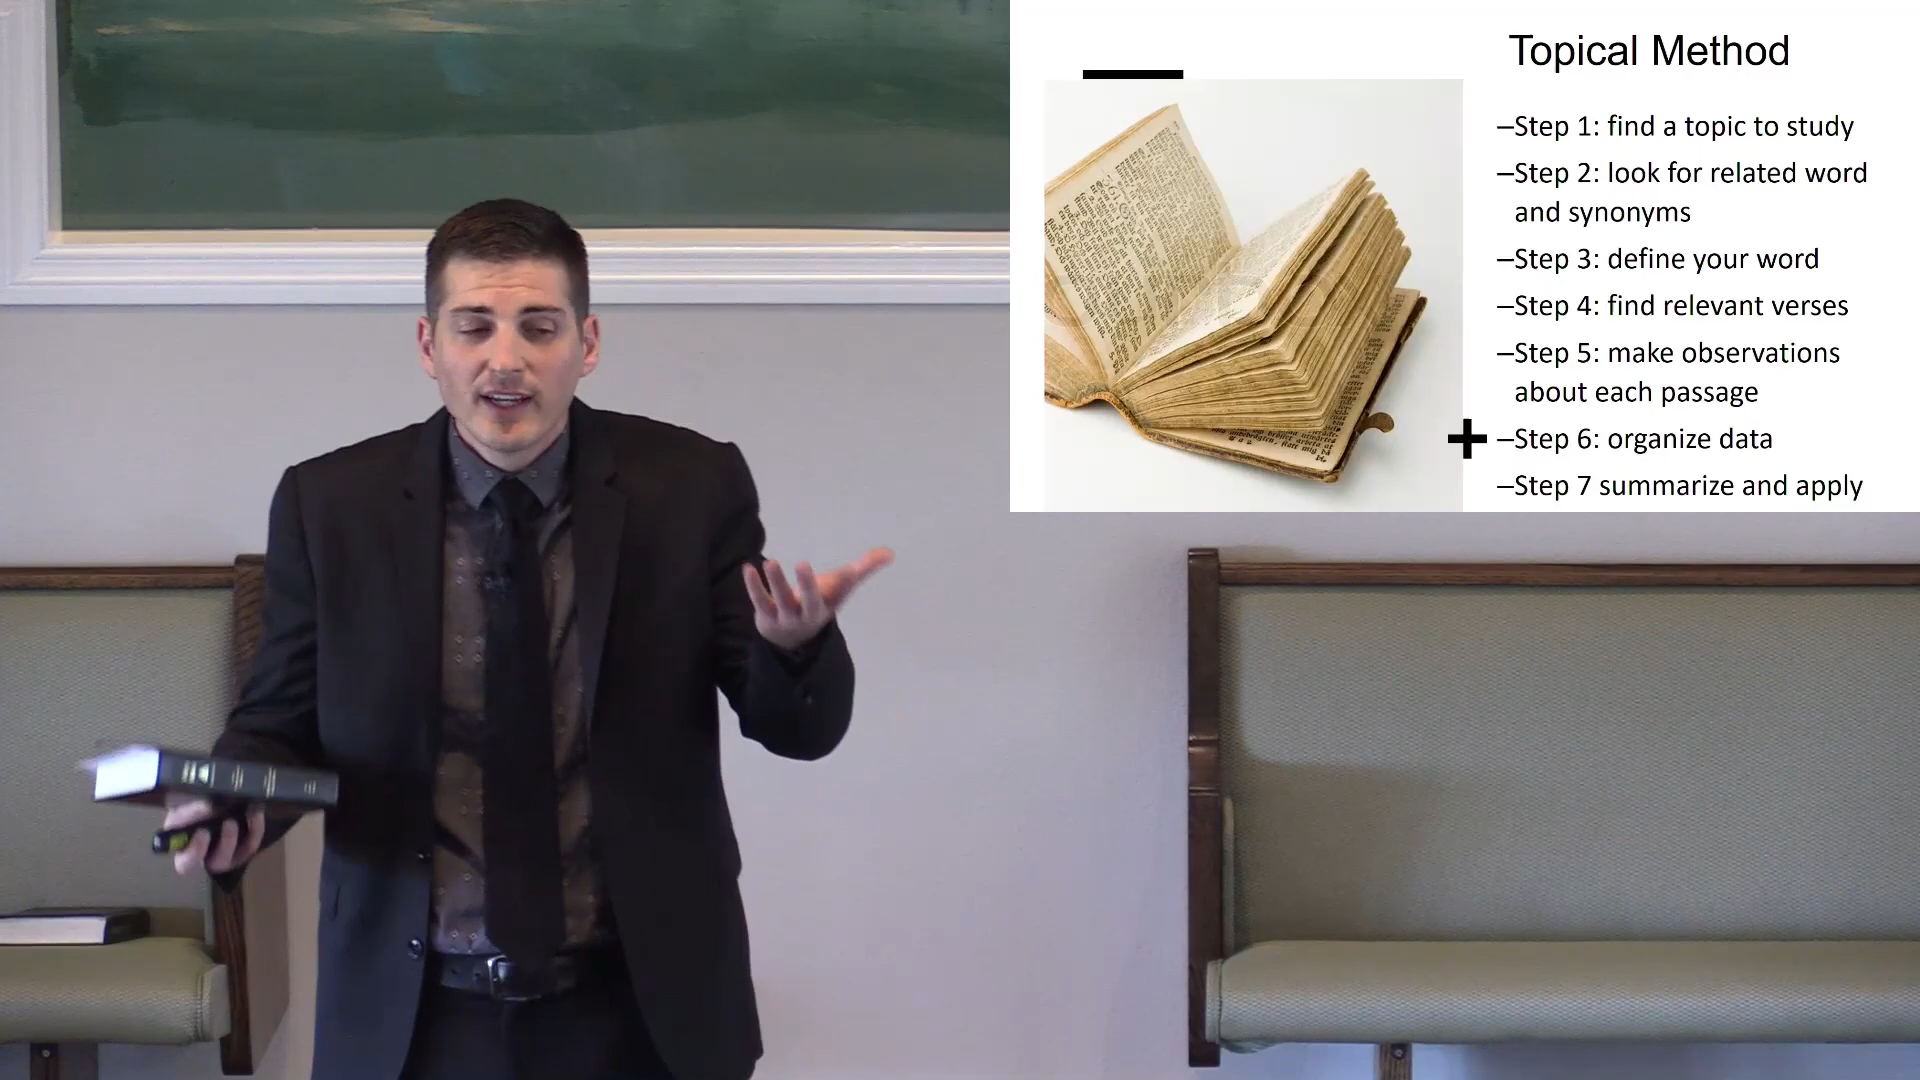 Topical Method
–Step 1: find a topic to study
–Step 2: look for related word
and synonyms
–Step 3: define your word
–Step 4: find relevant verses
–Step 5: make observations
about each passage
–Step 6: organize data
–Step 7 summarize and apply